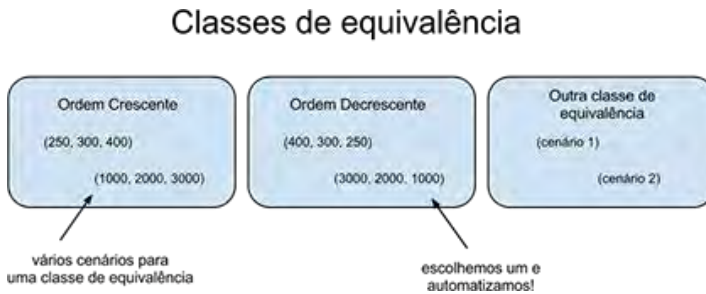 Classes de equivalência
Ordem Crescente
(250, 300, 400)
(1000, 2000, 3000)
Ordem Decrescente
(400, 300, 250)
(3000, 2000, 1000)
Outra classe de
equivalência
(cenário 1)
(cenário 2)
vários cenários para
uma classe de equivalência
escolhemos um e
automatizamos!